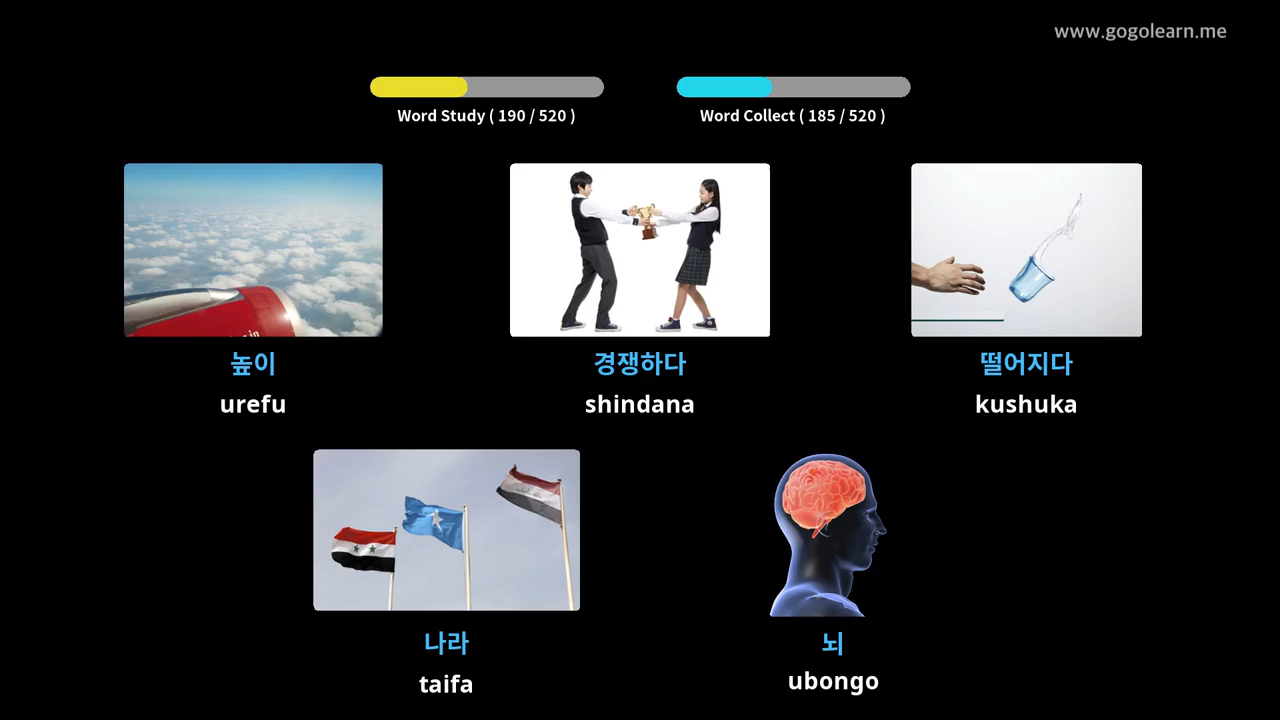 www.gogolearn.me
Word Study ( 190 / 520 )
Word Collect ( 185 / 520 )
높이
urefu
경쟁하다
shindana
떨어지다
kushuka
나라
taifa
뇌
ubongo